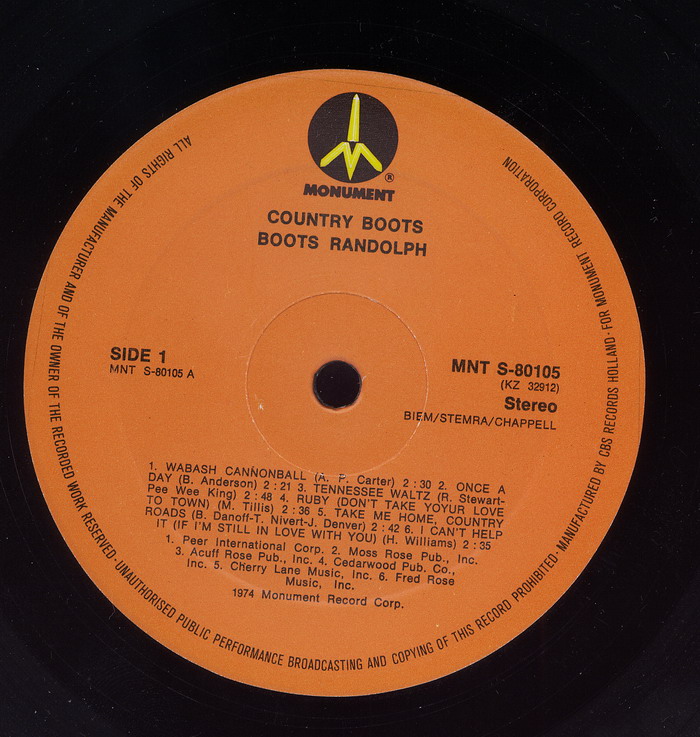 MONUMENT ®
COUNTRY BOOTS
BOOTS RANDOLPH
SIDE 1
MNT S-80105 A
MNT S-80105
(KZ 32912)
Stereo
BIEM/STEMRA/CHAPPELL
1. WABASH CANNONBALL (A. P. Carter) 2 : 30 2. ONCE A
DAY (B. Anderson) 2 : 21 3. TENNESSEE WALTZ (R. Stewart-
Pee Wee King) 2 : 48 4. RUBY (DON'T TAKE YOYUR LOVE
TO TOWN) (M. Tillis) 2 : 36 5. TAKE ME HOME, COUNTRY
ROADS (B. Danoff-T. Nivert-J. Denver) 2 : 42 6. I CAN'T HELP
IT (IF I'M STILL IN LOVE WITH YOU) (H. Williams) 2 : 35
1. Peer International Corp. 2. Moss Rose Pub., Inc.
3. Acuff Rose Pub., Inc. 4. Cedarwood Pub. Co.,
Inc. 5. Cherry Lane Music, Inc. 6. Fred Rose
Music, Inc.
1974 Monument Record Corp.
ALL RIGHTS OF THE MANUFACTURER AND OF THE OWNER OF THE RECORDED WORK RESERVED · UNAUTHORISED PUBLIC PERFORMANCE BROADCASTING AND COPYING OF THIS RECORD PROHIBITED · MANUFACTURED BY CBS RECORDS HOLLAND · FOR MONUMENT RECORD CORPORATION